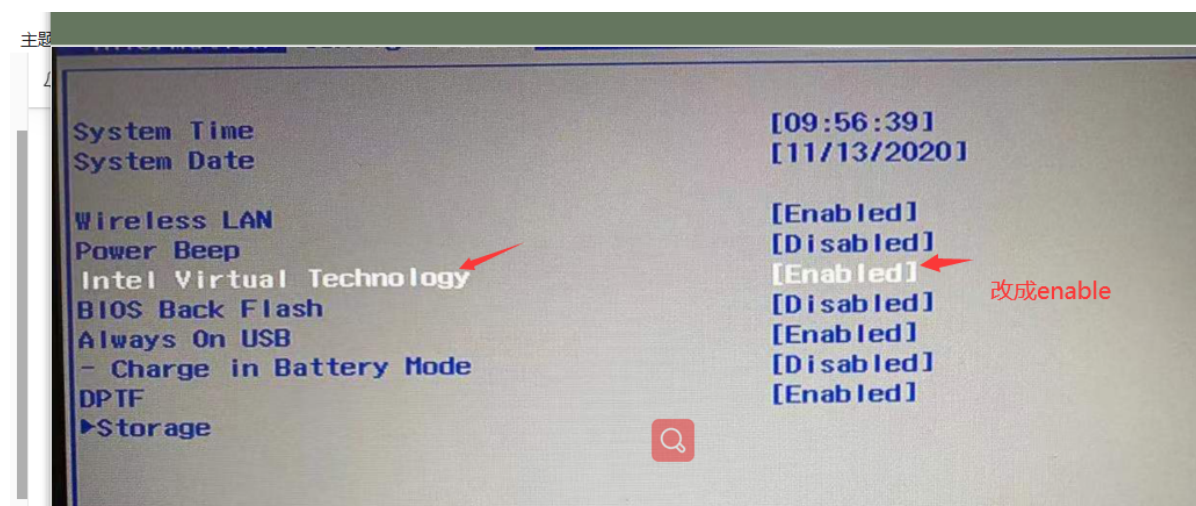 主题
System Time [09:56:39]
System Date [11/13/2020]
Wireless LAN [Enabled]
Power Beep [Disabled]
Intel Virtual Technology [Enabled]
改成enable
BIOS Back Flash [Disabled]
Always On USB [Enabled]
- Charge in Battery Mode [Disabled]
DPTF [Enabled]
▶Storage